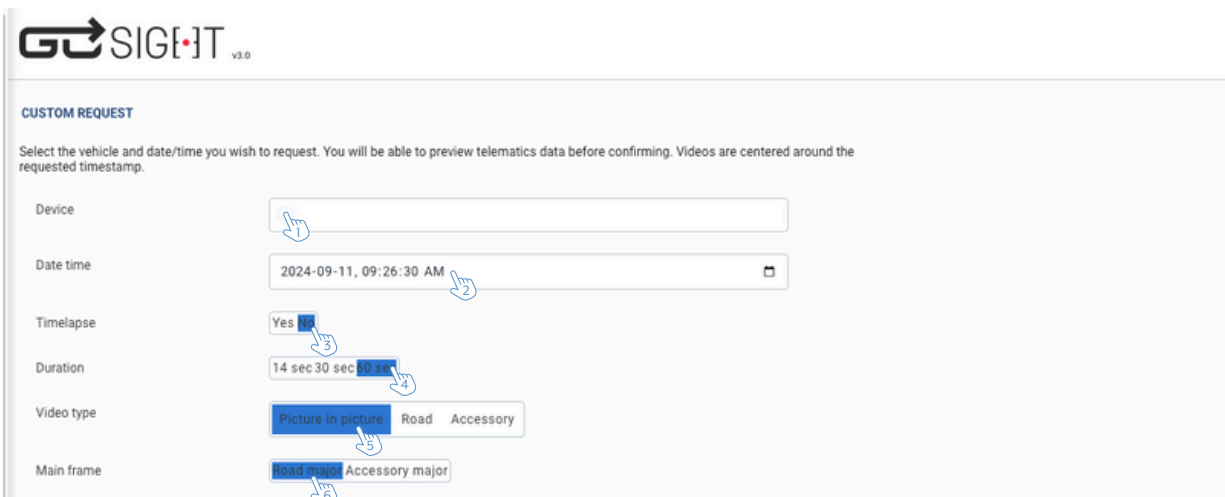 GO SIGHT v3.0
CUSTOM REQUEST
Select the vehicle and date/time you wish to request. You will be able to preview telematics data before confirming. Videos are centered around the
requested timestamp.
Device
1
Date time 2024-09-11, 09:26:30 AM
2
Timelapse Yes No
3
Duration 14 sec 30 sec 60 sec
4
Video type Picture in picture Road Accessory
5
Main frame Road major Accessory major
6